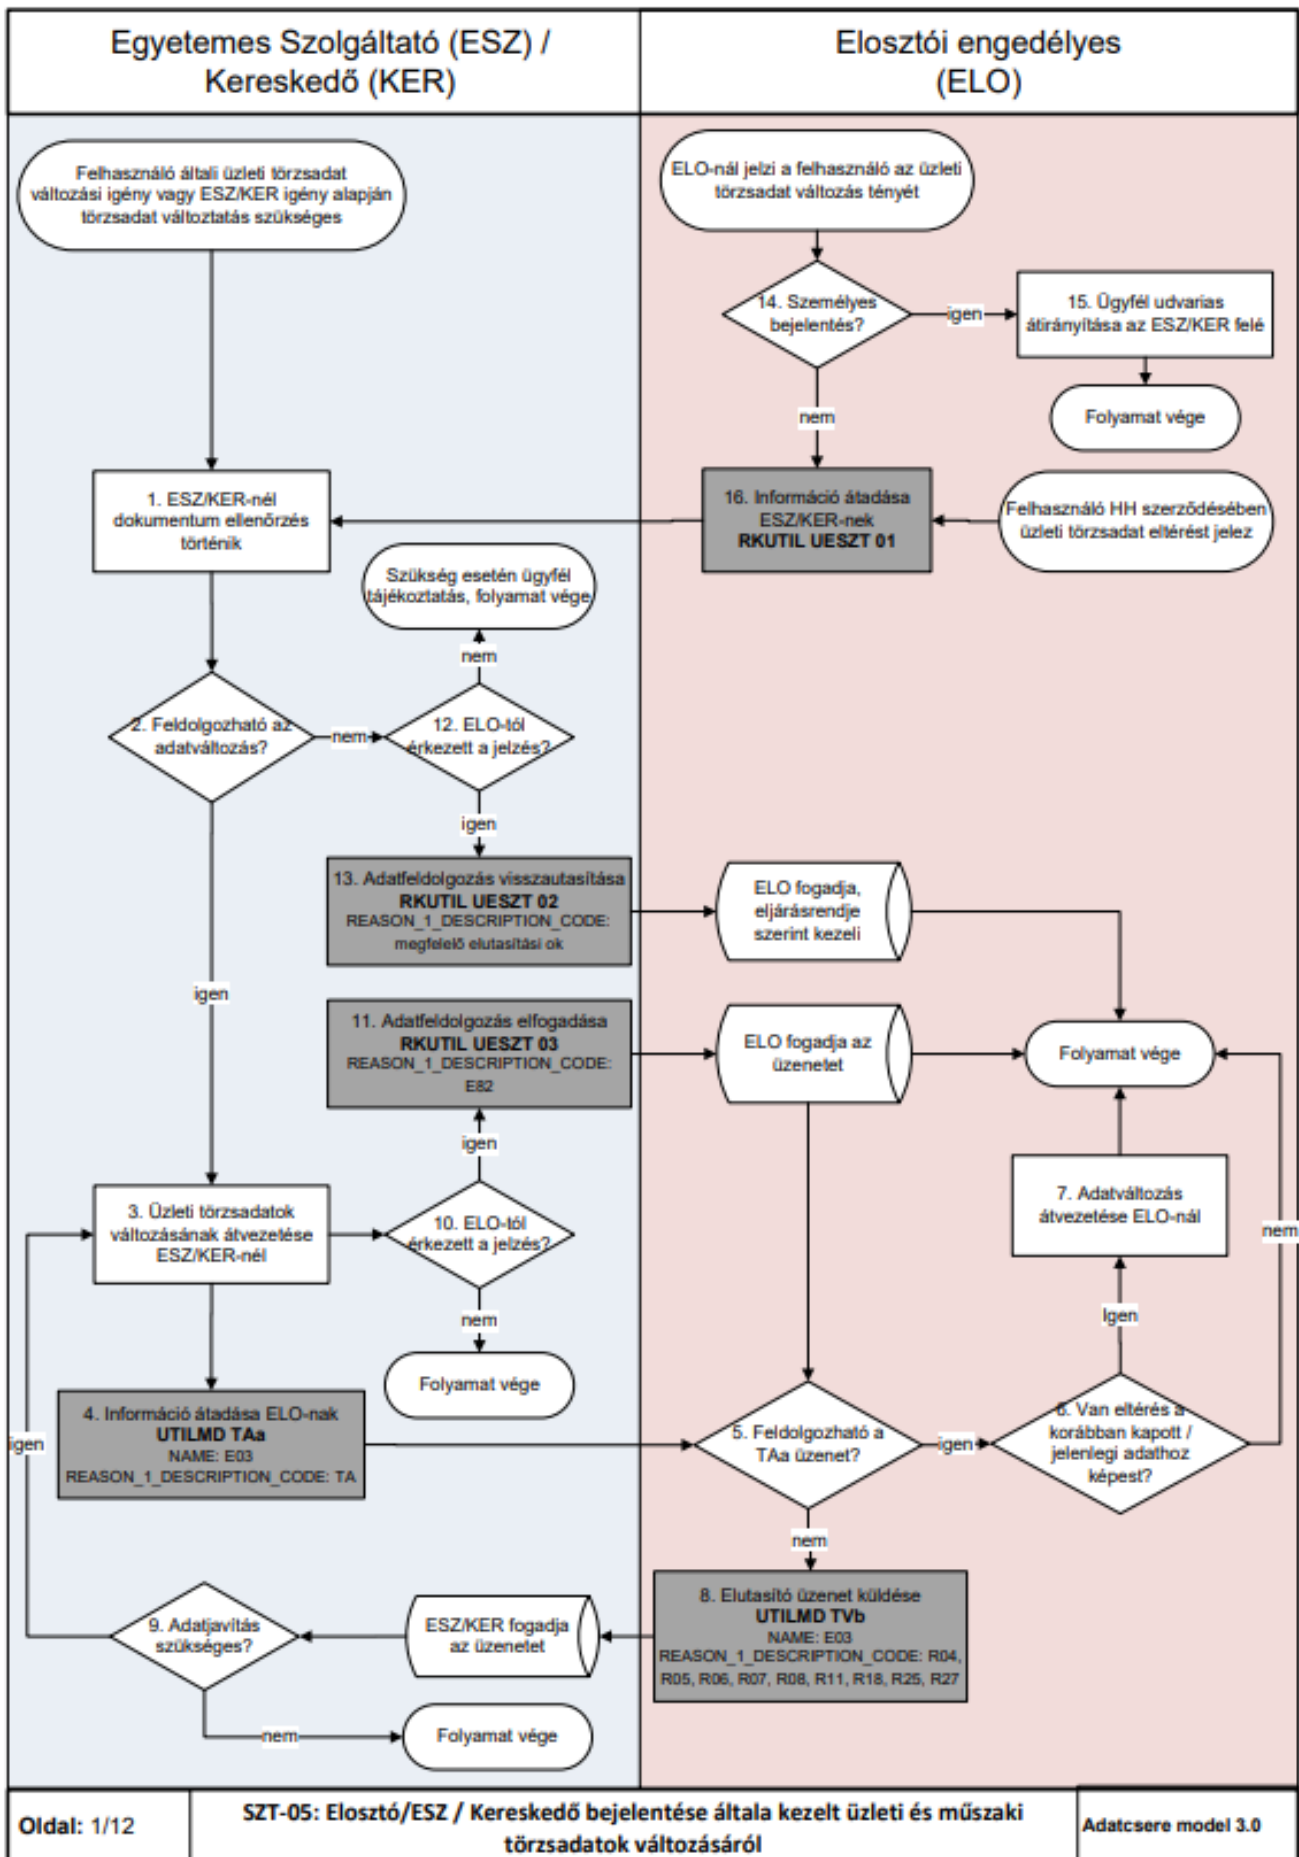 Egyetemes Szolgáltató (ESZ) /
Kereskedő (KER)
Elosztói engedélyes
(ELO)
Felhasználó általi üzleti törzsadat
változási igény vagy ESZ/KER igény alapján
törzsadat változtatás szükséges
ELO-nál jelzi a felhasználó az üzleti
törzsadat változás tényét
14. Személyes
bejelentés?
igen
15. Ügyfél udvarias
átirányítása az ESZ/KER felé
nem
Folyamat vége
1. ESZ/KER-nél
dokumentum ellenőrzés
történik
16. Információ átadása
ESZ/KER-nek
RKUTIL UESZT 01
Felhasználó HH szerződésében
üzleti törzsadat eltérést jelez
Szükség esetén ügyfél
tájékoztatás, folyamat vége
nem
2. Feldolgozható az
adatváltozás?
nem
12. ELO-tól
érkezett a jelzés?
igen
13. Adatfeldolgozás visszautasítása
RKUTIL UESZT 02
REASON_1_DESCRIPTION_CODE:
megfelelő elutasítási ok
ELO fogadja,
eljárásrendje
szerint kezeli
igen
11. Adatfeldolgozás elfogadása
RKUTIL UESZT 03
REASON_1_DESCRIPTION_CODE:
E82
ELO fogadja az
üzenetet
Folyamat vége
igen
3. Üzleti törzsadatok
változásának átvezetése
ESZ/KER-nél
10. ELO-tól
érkezett a jelzés?
7. Adatváltozás
átvezetése ELO-nál
nem
nem
Igen
Folyamat vége
4. Információ átadása ELO-nak
UTILMD TAa
NAME: E03
REASON_1_DESCRIPTION_CODE: TA
igen
5. Feldolgozható a
TAa üzenet?
igen
6. Van eltérés a
korábban kapott /
jelenlegi adathoz
képest?
nem
9. Adatjavítás
szükséges?
ESZ/KER fogadja
az üzenetet
8. Elutasító üzenet küldése
UTILMD TVb
NAME: E03
REASON_1_DESCRIPTION_CODE: R04,
R05, R06, R07, R08, R11, R18, R25, R27
nem
Folyamat vége
Oldal: 1/12
SZT-05: Elosztó/ESZ / Kereskedő bejelentése általa kezelt üzleti és műszaki
törzsadatok változásáról
Adatcsere model 3.0